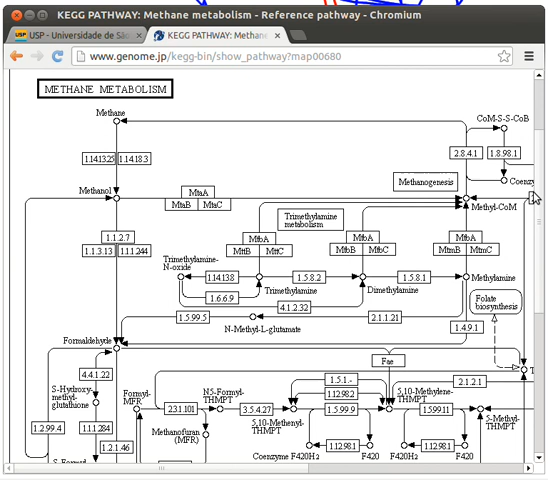 KEGG PATHWAY: Methane metabolism - Reference pathway - Chromium
USP - Universidade de São
KEGG PATHWAY: Methane
www.genome.jp/kegg-bin/show_pathway?map00680
METHANE METABOLISM
Methane
CoM-S-S-CoB
1.14.13.25 1.14.18.3
2.8.4.1
1.8.98.1
Methanogenesis
Coenzy
Methanol
MtaA
MtaB MtaC
Methyl-CoM
Trimethylamine
metabolism
1.1.2.7
1.1.3.13 1.1.1.244
MtbA
MttB MttC
MtbA
MtbB MtbC
MtbA
MtmB MtmC
Trimethylamine-
N-oxide
1.14.13.8
1.5.8.2
1.5.8.1
Methylamine
Trimethylamine
Dimethylamine
1.6.6.9
4.1.2.32
Folate
biosynthesis
1.5.99.5
2.1.1.21
N-Methyl-L-glutamate
1.4.9.1
Formaldehyde
Fae
T
4.4.1.22
1.5.1.-
2.1.2.1
S-Hydroxy-
methyl-
glutathione
Formyl-
MFR
N5-Formyl-
THMPT
1.12.98.2
5,10-Methylene-
THMPT
2.3.1.101
3.5.4.27
1.5.99.9
1.5.99.11
5,10-Methenyl-
THMPT
5-Methyl-
THMPT
1.2.99.4
1.1.1.284
Methanofuran
(MFR)
1.2.1.46
1.12.98.1
1.12.98.1
Coenzyme F420H2
F420
F420H2
F420
S-Formyl